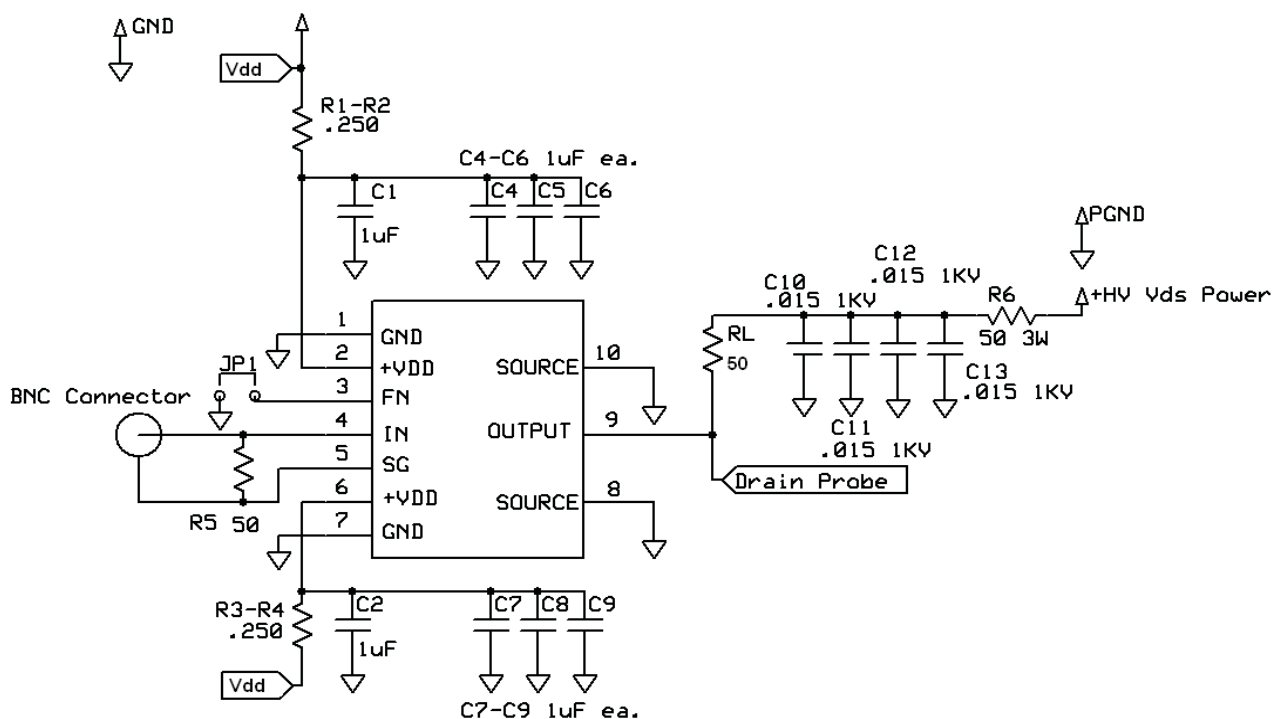 GND
Vdd
R1-R2
.250
C4-C6 1uF ea.
C1
1uF
C4
C5
C6
PGND
C12
.015 1KV
C10
.015 1KV
R6
50 3W
+HV Vds Power
RL
50
C13
.015 1KV
C11
.015 1KV
1
GND
2
+VDD
JP1
3
FN
BNC Connector
4
IN
5
SG
6
+VDD
7
GND
R5 50
SOURCE
10
OUTPUT
9
SOURCE
8
Drain Probe
R3-R4
.250
C2
1uF
C7
C8
C9
Vdd
C7-C9 1uF ea.